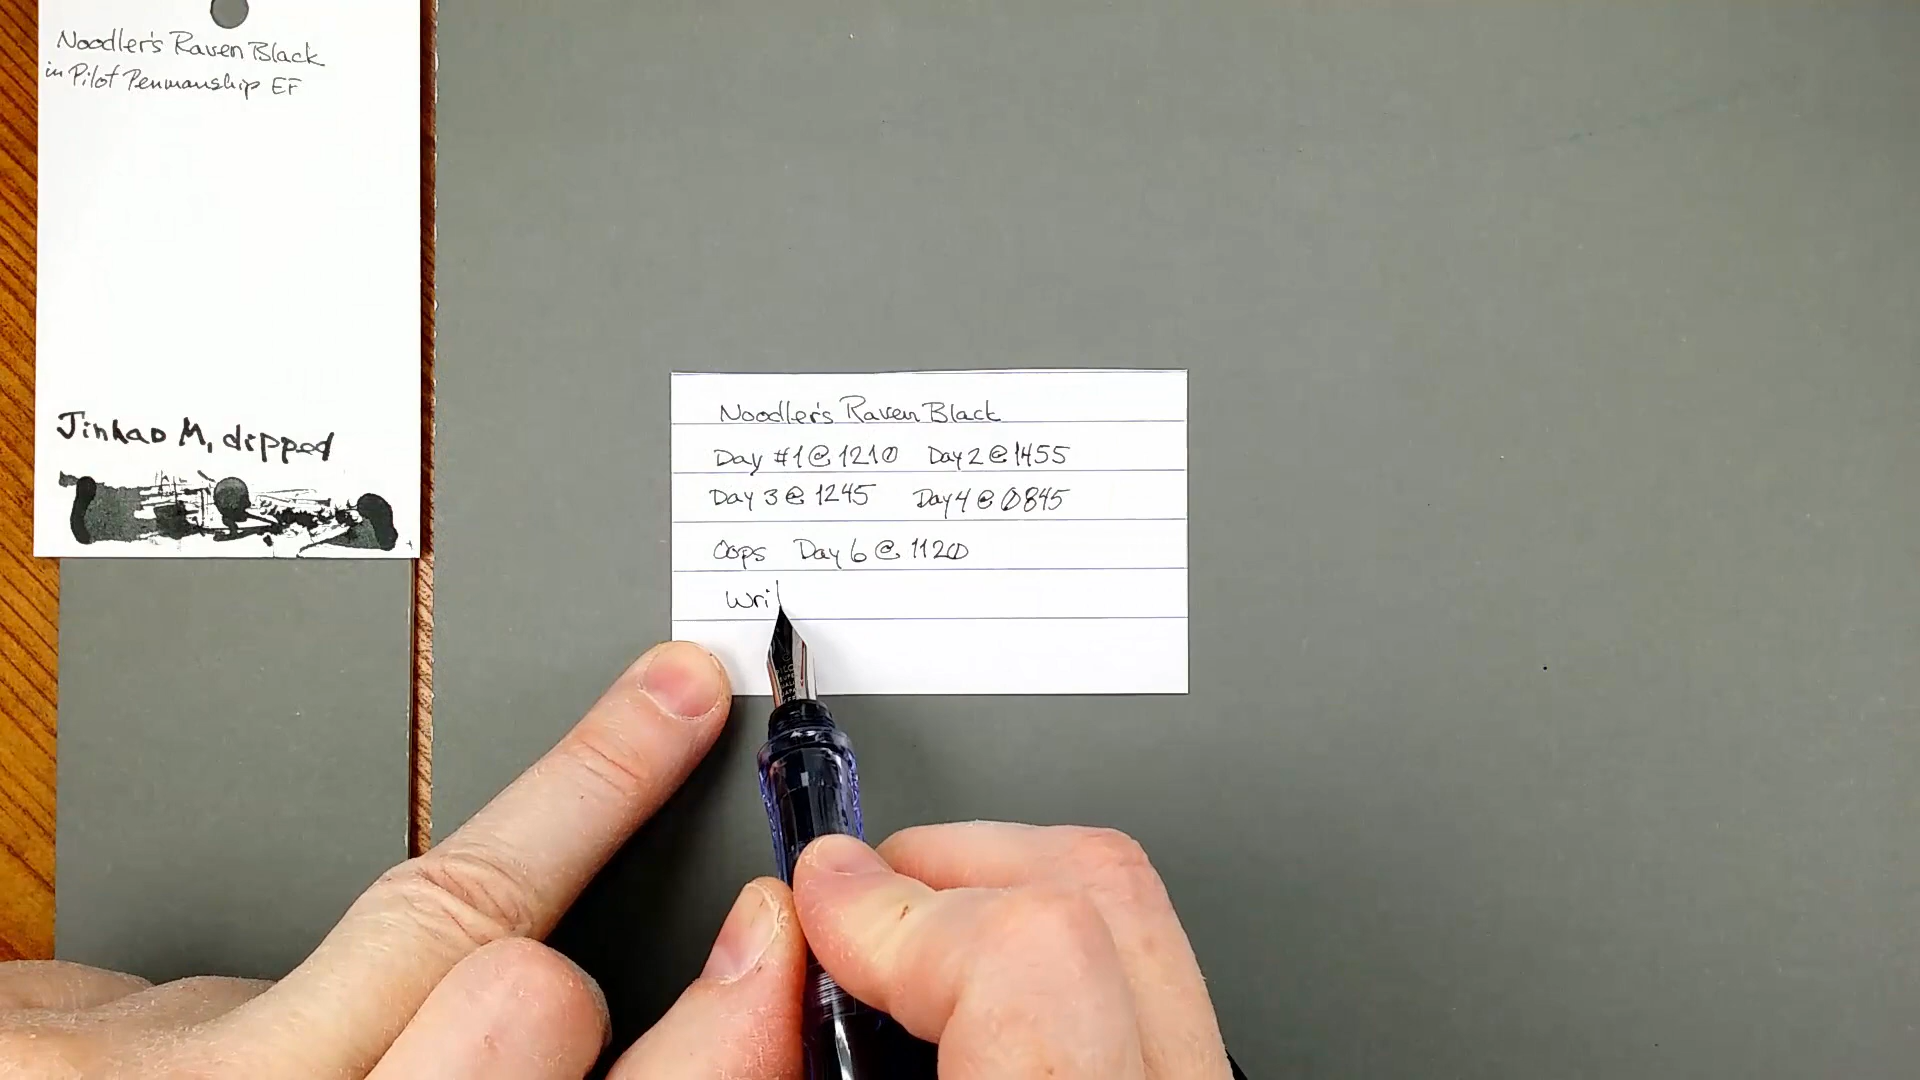 Noodler's Raven Black
in Pilot Penmanship EF
Jinhao M, dipped
Noodler's Raven Black
Day #1 @ 1210 Day 2 @ 1455
Day 3 @ 1245 Day 4 @ 0845
Oops Day 6 @ 1120
Wri